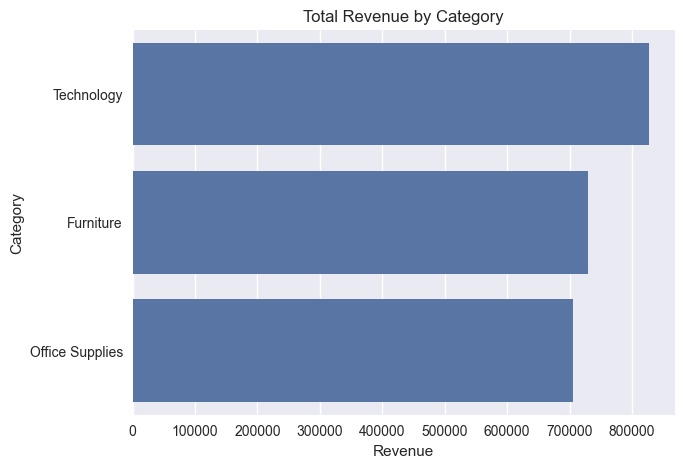 Total Revenue by Category
Technology
Furniture
Office Supplies
Category
0 100000 200000 300000 400000 500000 600000 700000 800000
Revenue